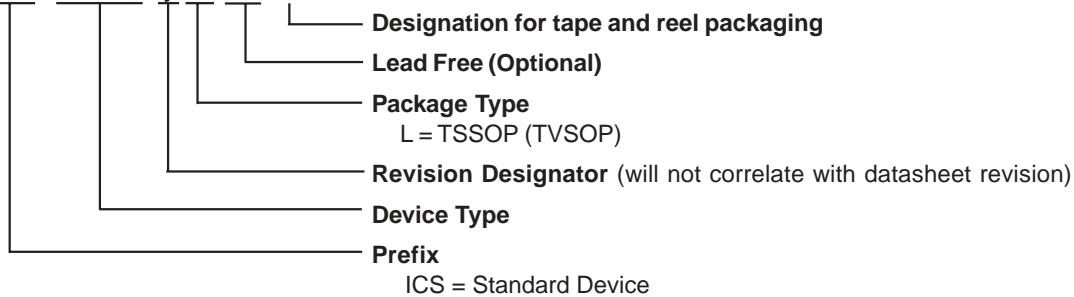 Designation for tape and reel packaging
Lead Free (Optional)
Package Type
L = TSSOP (TVSOP)
Revision Designator (will not correlate with datasheet revision)
Device Type
Prefix
ICS = Standard Device